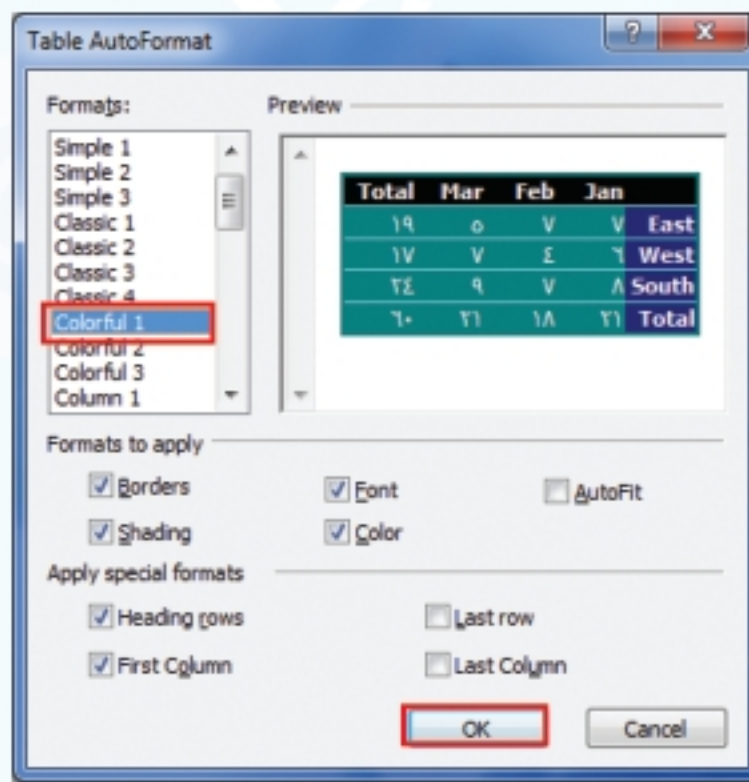 Table AutoFormat
Formats:
Simple 1
Simple 2
Simple 3
Classic 1
Classic 2
Classic 3
Classic 4
Colorful 1
Colorful 2
Colorful 3
Column 1
Preview
Total Mar Feb Jan
١٩ ٥ ٧ ٧ East
١٧ ٧ ٤ ٦ West
٢٤ ٩ ٧ ٨ South
٦٠ ٢١ ١٨ ٢١ Total
Formats to apply
Borders Font AutoFit
Shading Color
Apply special formats
Heading rows Last row
First Column Last Column
OK Cancel